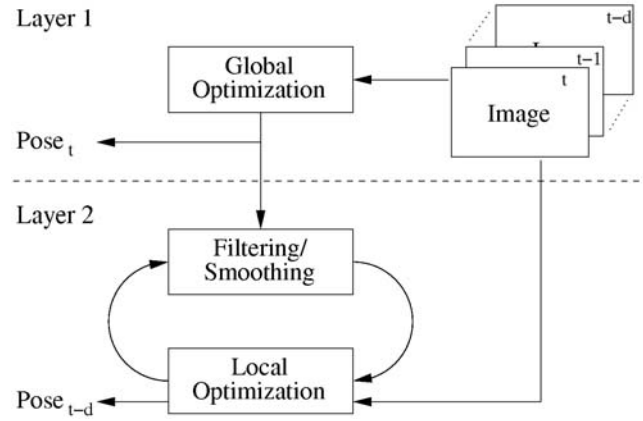 Layer 1
t-d
t-1
t
Global
Optimization
Image
Pose t
Layer 2
Filtering/
Smoothing
Local
Optimization
Pose t-d